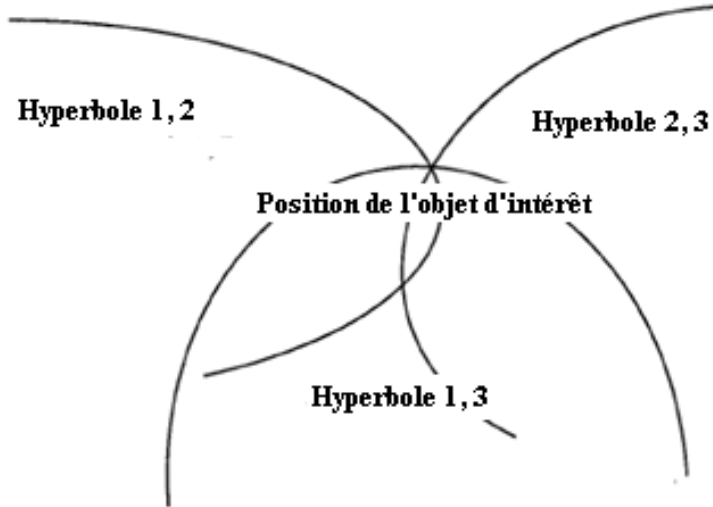 Hyperbole 1, 2
Hyperbole 2, 3
Position de l'objet d'intérêt
Hyperbole 1, 3